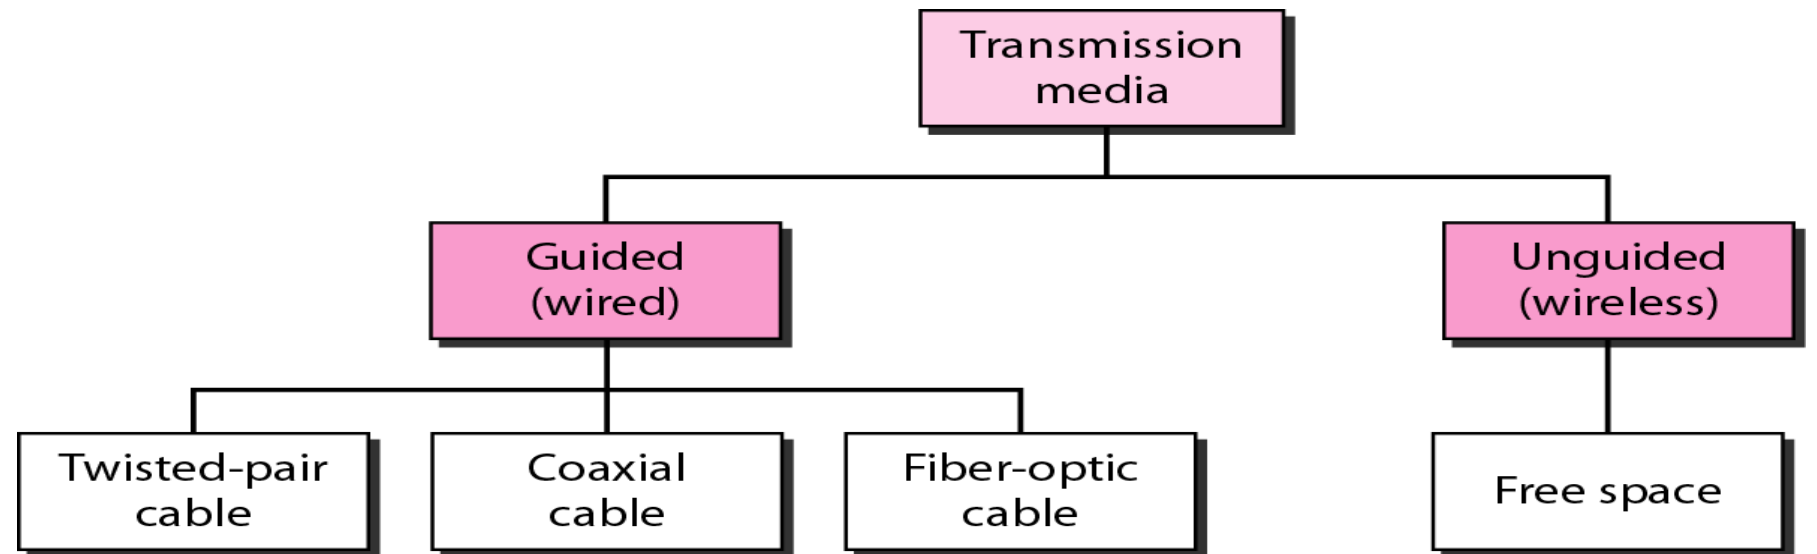 Transmission
media
Guided
(wired)
Unguided
(wireless)
Twisted-pair
cable
Coaxial
cable
Fiber-optic
cable
Free space